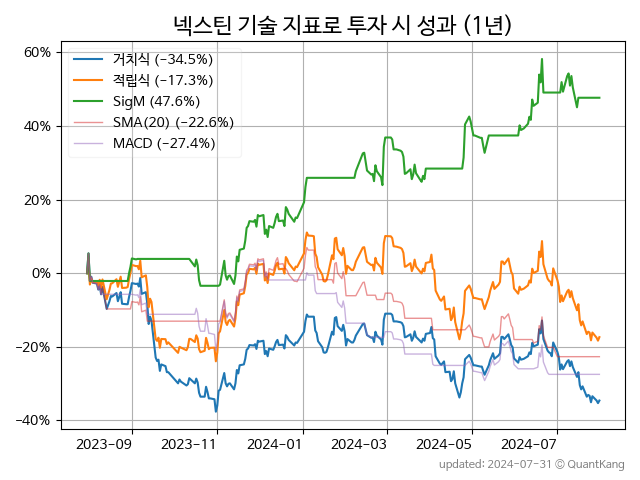 넥스틴 기술 지표로 투자 시 성과 (1년)
60%
40%
20%
0%
−20%
−40%
거치식 (−34.5%)
적립식 (−17.3%)
SigM (47.6%)
SMA(20) (−22.6%)
MACD (−27.4%)
2023-09 2023-11 2024-01 2024-03 2024-05 2024-07
updated: 2024-07-31 © QuantKang